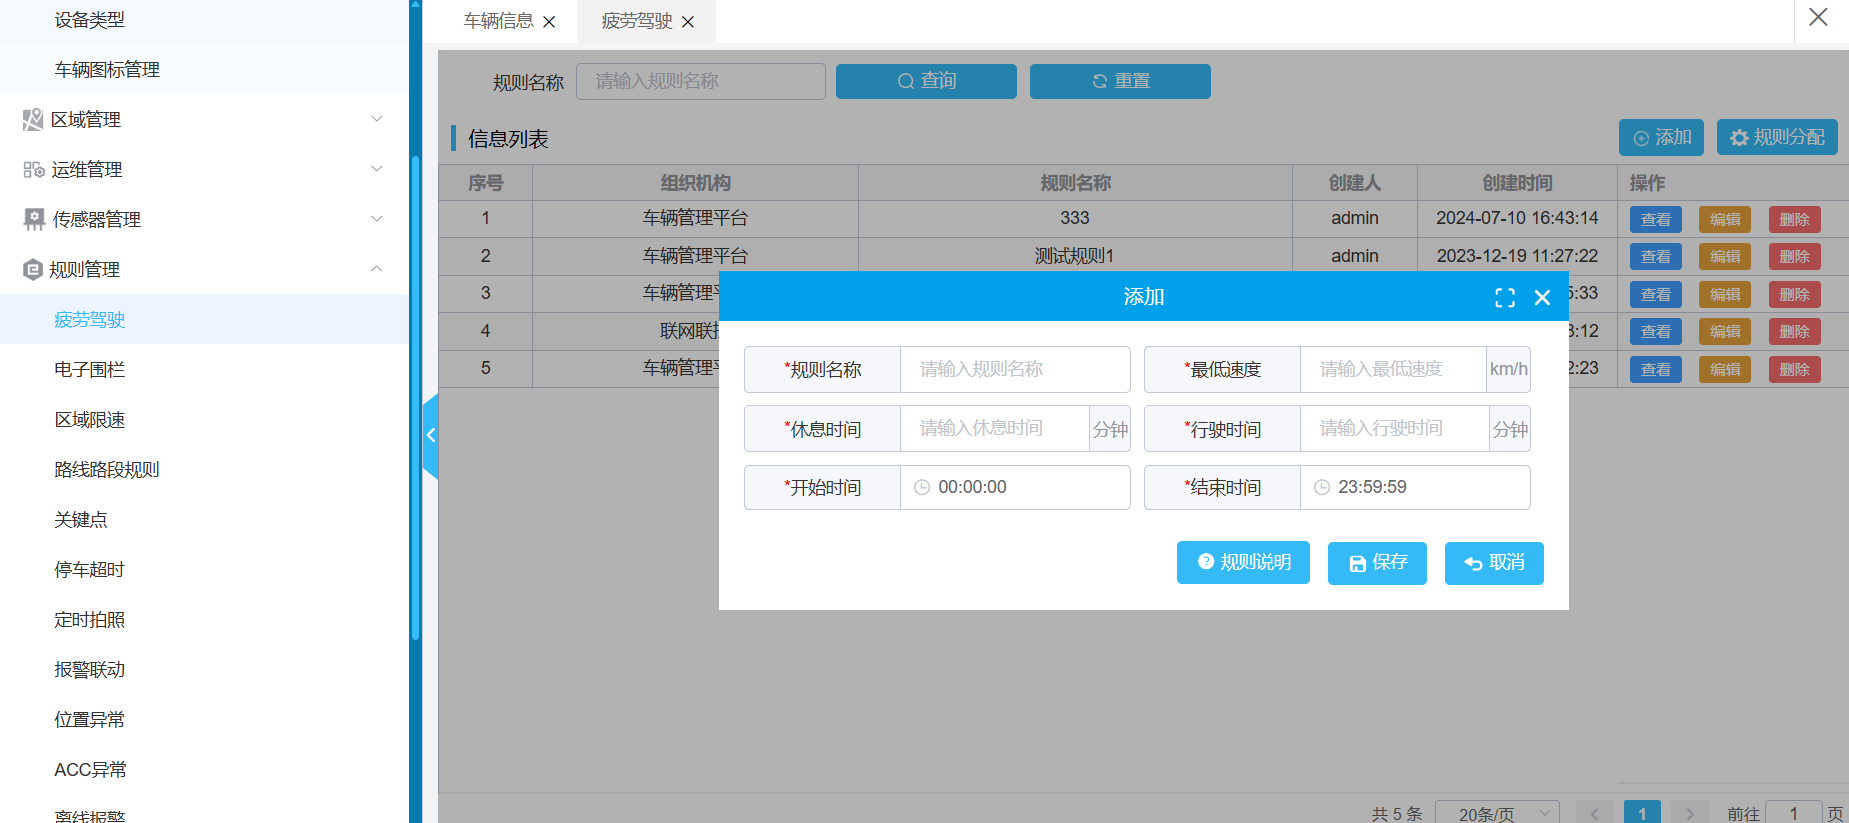 设备类型
车辆图标管理
区域管理
运维管理
传感器管理
规则管理
疲劳驾驶
电子围栏
区域限速
路线路段规则
关键点
停车超时
定时拍照
报警联动
位置异常
ACC异常
离线报警
车辆信息 疲劳驾驶
规则名称 请输入规则名称 查询 重置
信息列表 添加 规则分配
序号 组织机构 规则名称 创建人 创建时间 操作
1 车辆管理平台 333 admin 2024-07-10 16:43:14 查看 编辑 删除
2 车辆管理平台 测试规则1 admin 2023-12-19 11:27:22 查看 编辑 删除
3 车辆管理 :33 查看 编辑 删除
4 联网联 :12 查看 编辑 删除
5 车辆管理 2:23 查看 编辑 删除
添加
*规则名称 请输入规则名称 *最低速度 请输入最低速度 km/h
*休息时间 请输入休息时间 分钟 *行驶时间 请输入行驶时间 分钟
*开始时间 00:00:00 *结束时间 23:59:59
规则说明 保存 取消
共 5 条 20条/页 1 前往 1 页